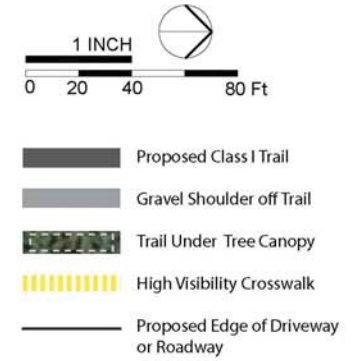 1 INCH
0 20 40 80 Ft
Proposed Class I Trail
Gravel Shoulder off Trail
Trail Under Tree Canopy
High Visibility Crosswalk
Proposed Edge of Driveway
or Roadway